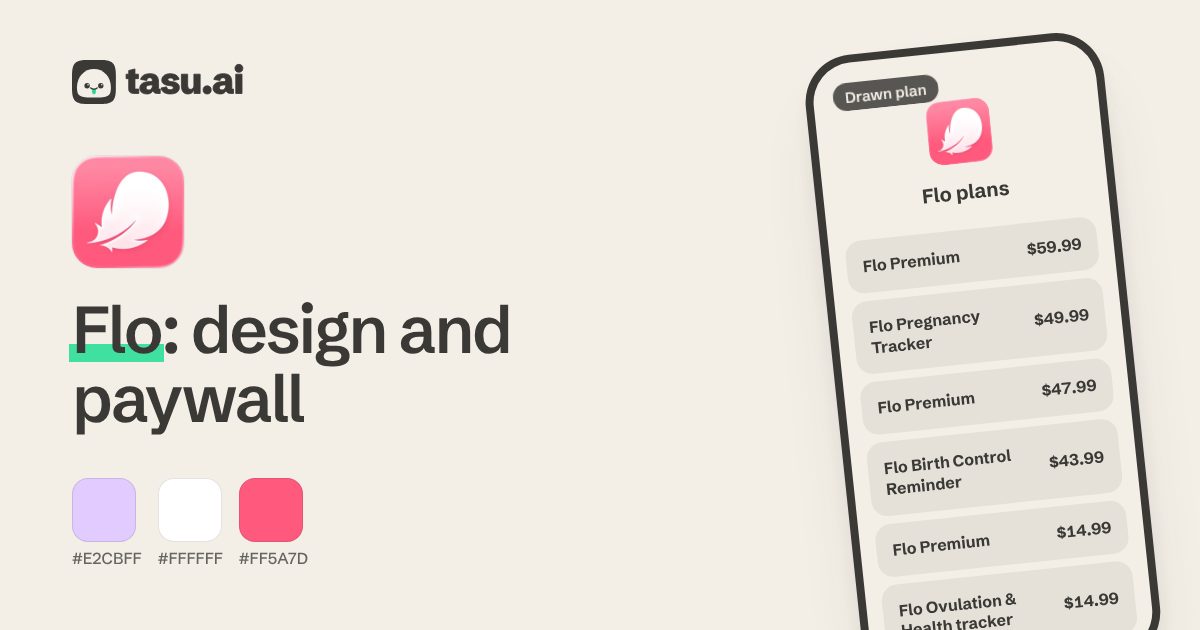 tasu.ai
Flo: design and
paywall
#E2CBFF
#FFFFFF
#FF5A7D
Drawn plan
Flo plans
Flo Premium
$59.99
Flo Pregnancy
Tracker
$49.99
Flo Premium
$47.99
Flo Birth Control
Reminder
$43.99
Flo Premium
$14.99
Flo Ovulation &
Health tracker
$14.99